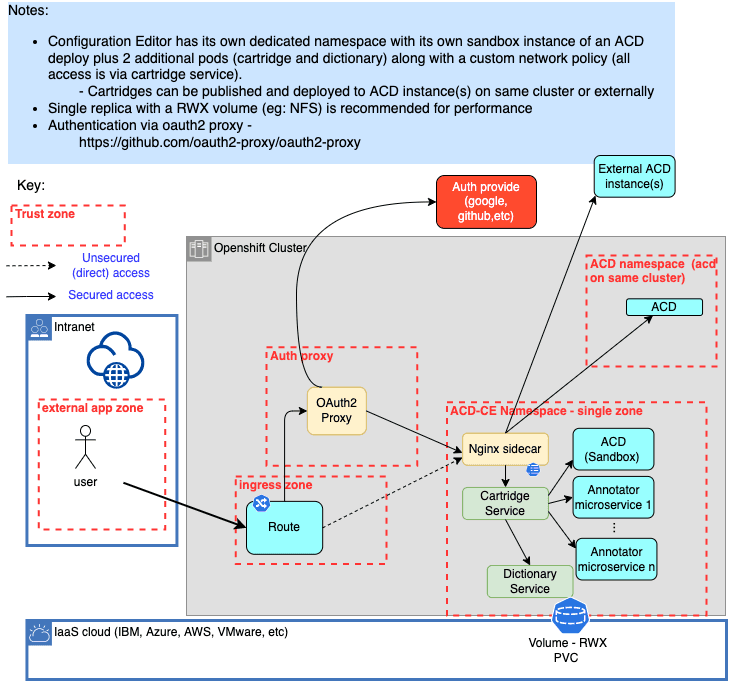 Notes:
• Configuration Editor has its own dedicated namespace with its own sandbox instance of an ACD
deploy plus 2 additional pods (cartridge and dictionary) along with a custom network policy (all
access is via cartridge service).
- Cartridges can be published and deployed to ACD instance(s) on same cluster or externally
• Single replica with a RWX volume (eg: NFS) is recommended for performance
• Authentication via oauth2 proxy -
https://github.com/oauth2-proxy/oauth2-proxy
Key:
Trust zone
Unsecured
(direct) access
Secured access
Auth provide
(google,
github,etc)
External ACD
instance(s)
Openshift Cluster
ACD namespace (acd
on same cluster)
ACD
Intranet
external app zone
user
Auth proxy
OAuth2
Proxy
ingress zone
Route
ACD-CE Namespace - single zone
Nginx sidecar
ACD
(Sandbox)
Cartridge
Service
Annotator
microservice 1
...
Annotator
microservice n
Dictionary
Service
IaaS cloud (IBM, Azure, AWS, VMware, etc)
Volume - RWX
PVC